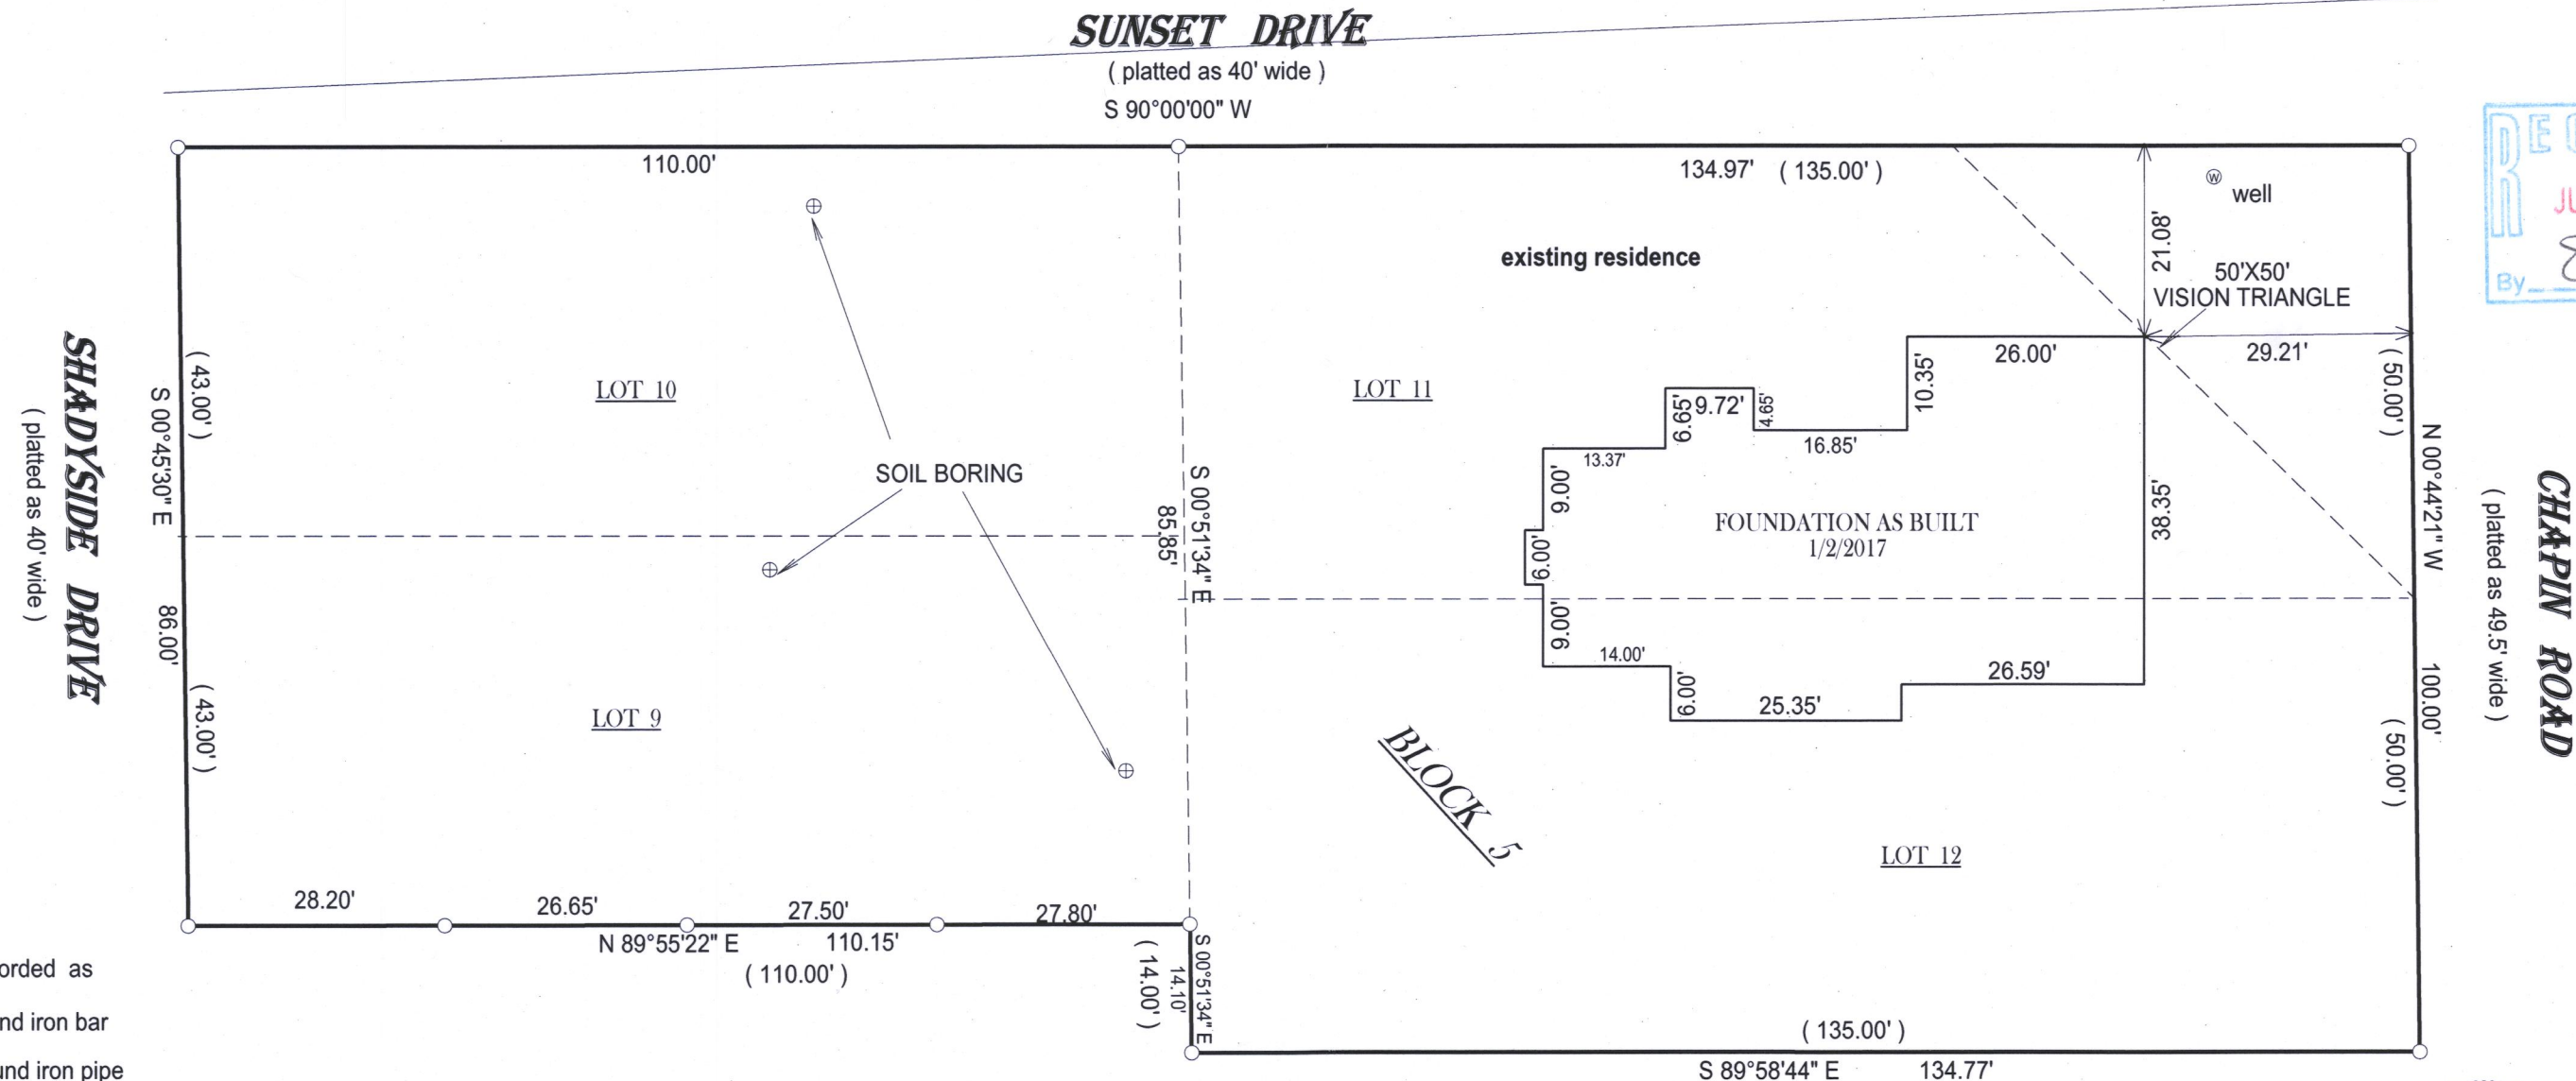 SUNSET DRIVE
( platted as 40' wide )
S 90°00'00" W
110.00'
134.97' ( 135.00' )
well
21.08'
50'X50'
VISION TRIANGLE
existing residence
29.21'
26.00'
10.35'
LOT 10
LOT 11
6.65'
9.72'
4.65'
16.85'
13.37'
9.00'
6.00'
9.00'
FOUNDATION AS BUILT
1/2/2017
38.35'
14.00'
6.00'
25.35'
26.59'
SOIL BORING
SHADYSIDE DRIVE
( platted as 40' wide )
S 00°45'30" E
86.00'
( 43.00' )
( 43.00' )
S 00°51'34" E
85.85'
( 50.00' )
N 00°44'21" W
100.00'
( 50.00' )
CHAPIN ROAD
( platted as 49.5' wide )
LOT 9
BLOCK 5
LOT 12
28.20'
26.65'
27.50'
27.80'
N 89°55'22" E 110.15'
( 110.00' )
( 14.00' )
14.10'
S 00°51'34" E
( 135.00' )
S 89°58'44" E 134.77'
orded as
nd iron bar
und iron pipe
By